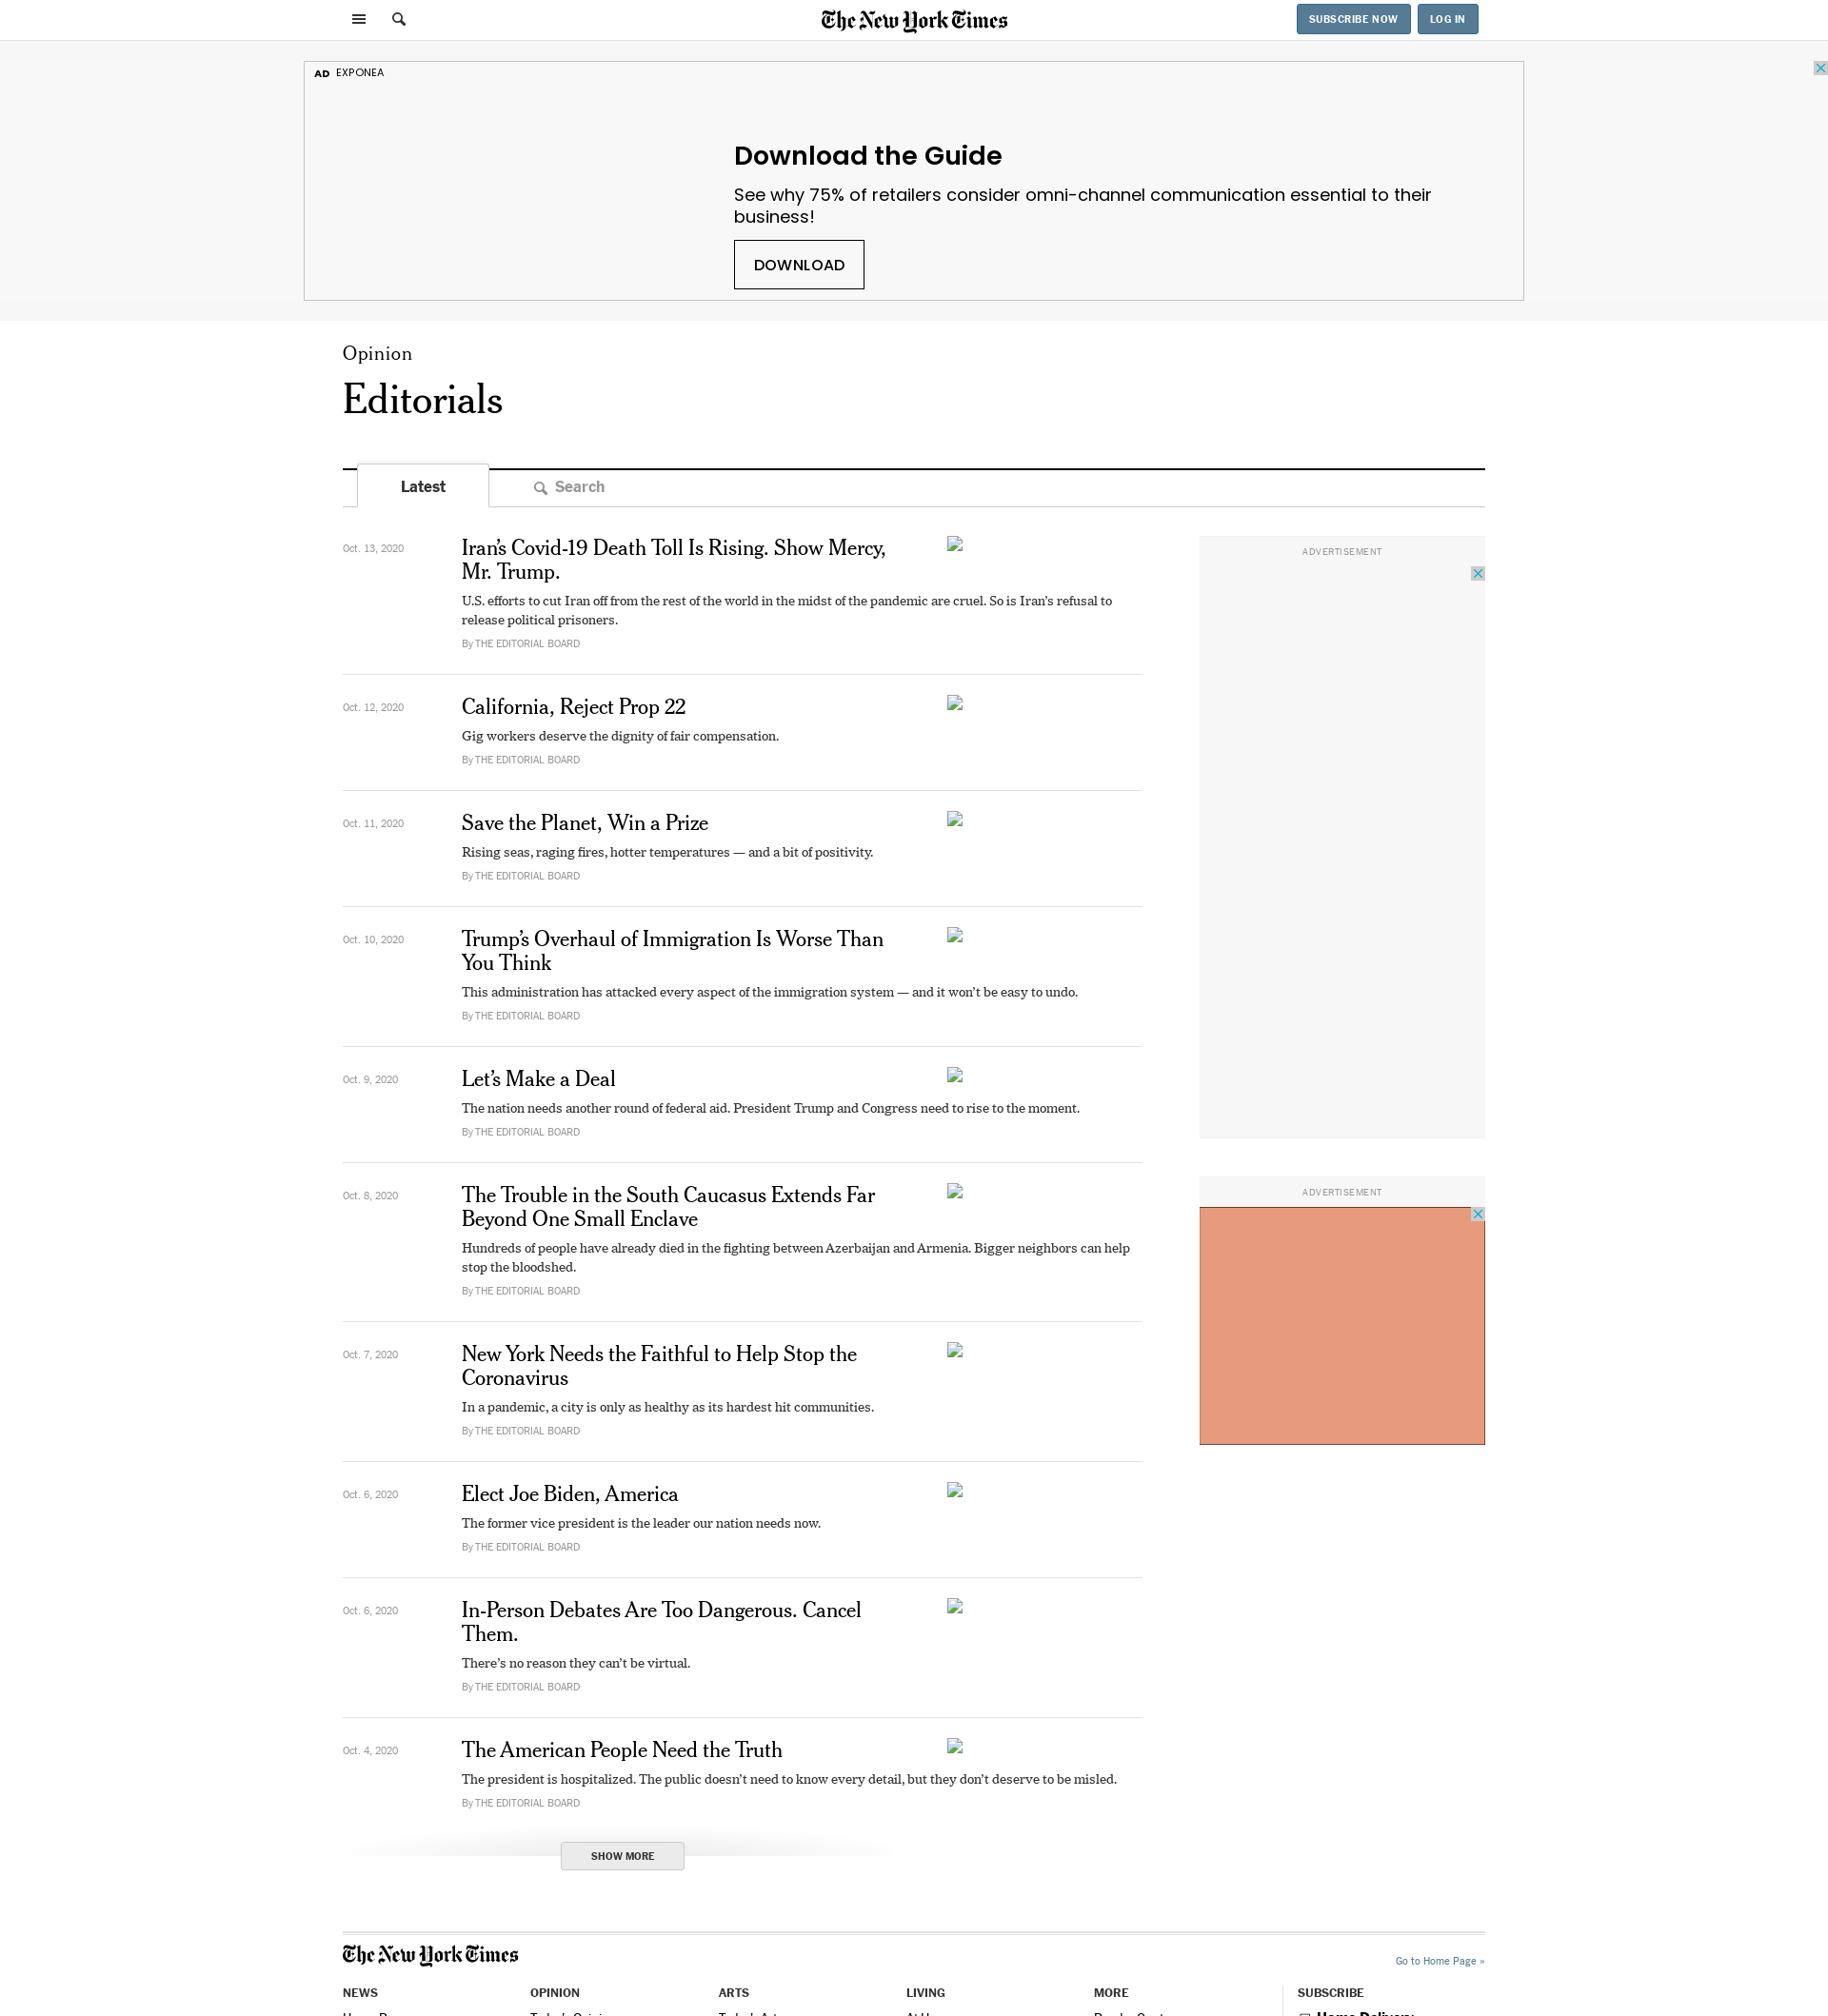 The New York Times
SUBSCRIBE NOW
LOG IN
AD EXPONEA
Download the Guide
See why 75% of retailers consider omni-channel communication essential to their
business!
DOWNLOAD
Opinion
Editorials
Latest
Search
Oct. 13, 2020
Iran’s Covid-19 Death Toll Is Rising. Show Mercy,
Mr. Trump.
U.S. efforts to cut Iran off from the rest of the world in the midst of the pandemic are cruel. So is Iran’s refusal to
release political prisoners.
By THE EDITORIAL BOARD
ADVERTISEMENT
Oct. 12, 2020
California, Reject Prop 22
Gig workers deserve the dignity of fair compensation.
By THE EDITORIAL BOARD
Oct. 11, 2020
Save the Planet, Win a Prize
Rising seas, raging fires, hotter temperatures — and a bit of positivity.
By THE EDITORIAL BOARD
Oct. 10, 2020
Trump’s Overhaul of Immigration Is Worse Than
You Think
This administration has attacked every aspect of the immigration system — and it won’t be easy to undo.
By THE EDITORIAL BOARD
Oct. 9, 2020
Let’s Make a Deal
The nation needs another round of federal aid. President Trump and Congress need to rise to the moment.
By THE EDITORIAL BOARD
Oct. 8, 2020
The Trouble in the South Caucasus Extends Far
Beyond One Small Enclave
Hundreds of people have already died in the fighting between Azerbaijan and Armenia. Bigger neighbors can help
stop the bloodshed.
By THE EDITORIAL BOARD
ADVERTISEMENT
Oct. 7, 2020
New York Needs the Faithful to Help Stop the
Coronavirus
In a pandemic, a city is only as healthy as its hardest hit communities.
By THE EDITORIAL BOARD
Oct. 6, 2020
Elect Joe Biden, America
The former vice president is the leader our nation needs now.
By THE EDITORIAL BOARD
Oct. 6, 2020
In-Person Debates Are Too Dangerous. Cancel
Them.
There’s no reason they can’t be virtual.
By THE EDITORIAL BOARD
Oct. 4, 2020
The American People Need the Truth
The president is hospitalized. The public doesn’t need to know every detail, but they don’t deserve to be misled.
By THE EDITORIAL BOARD
SHOW MORE
The New York Times
Go to Home Page »
NEWS
OPINION
ARTS
LIVING
MORE
SUBSCRIBE
Home Delivery